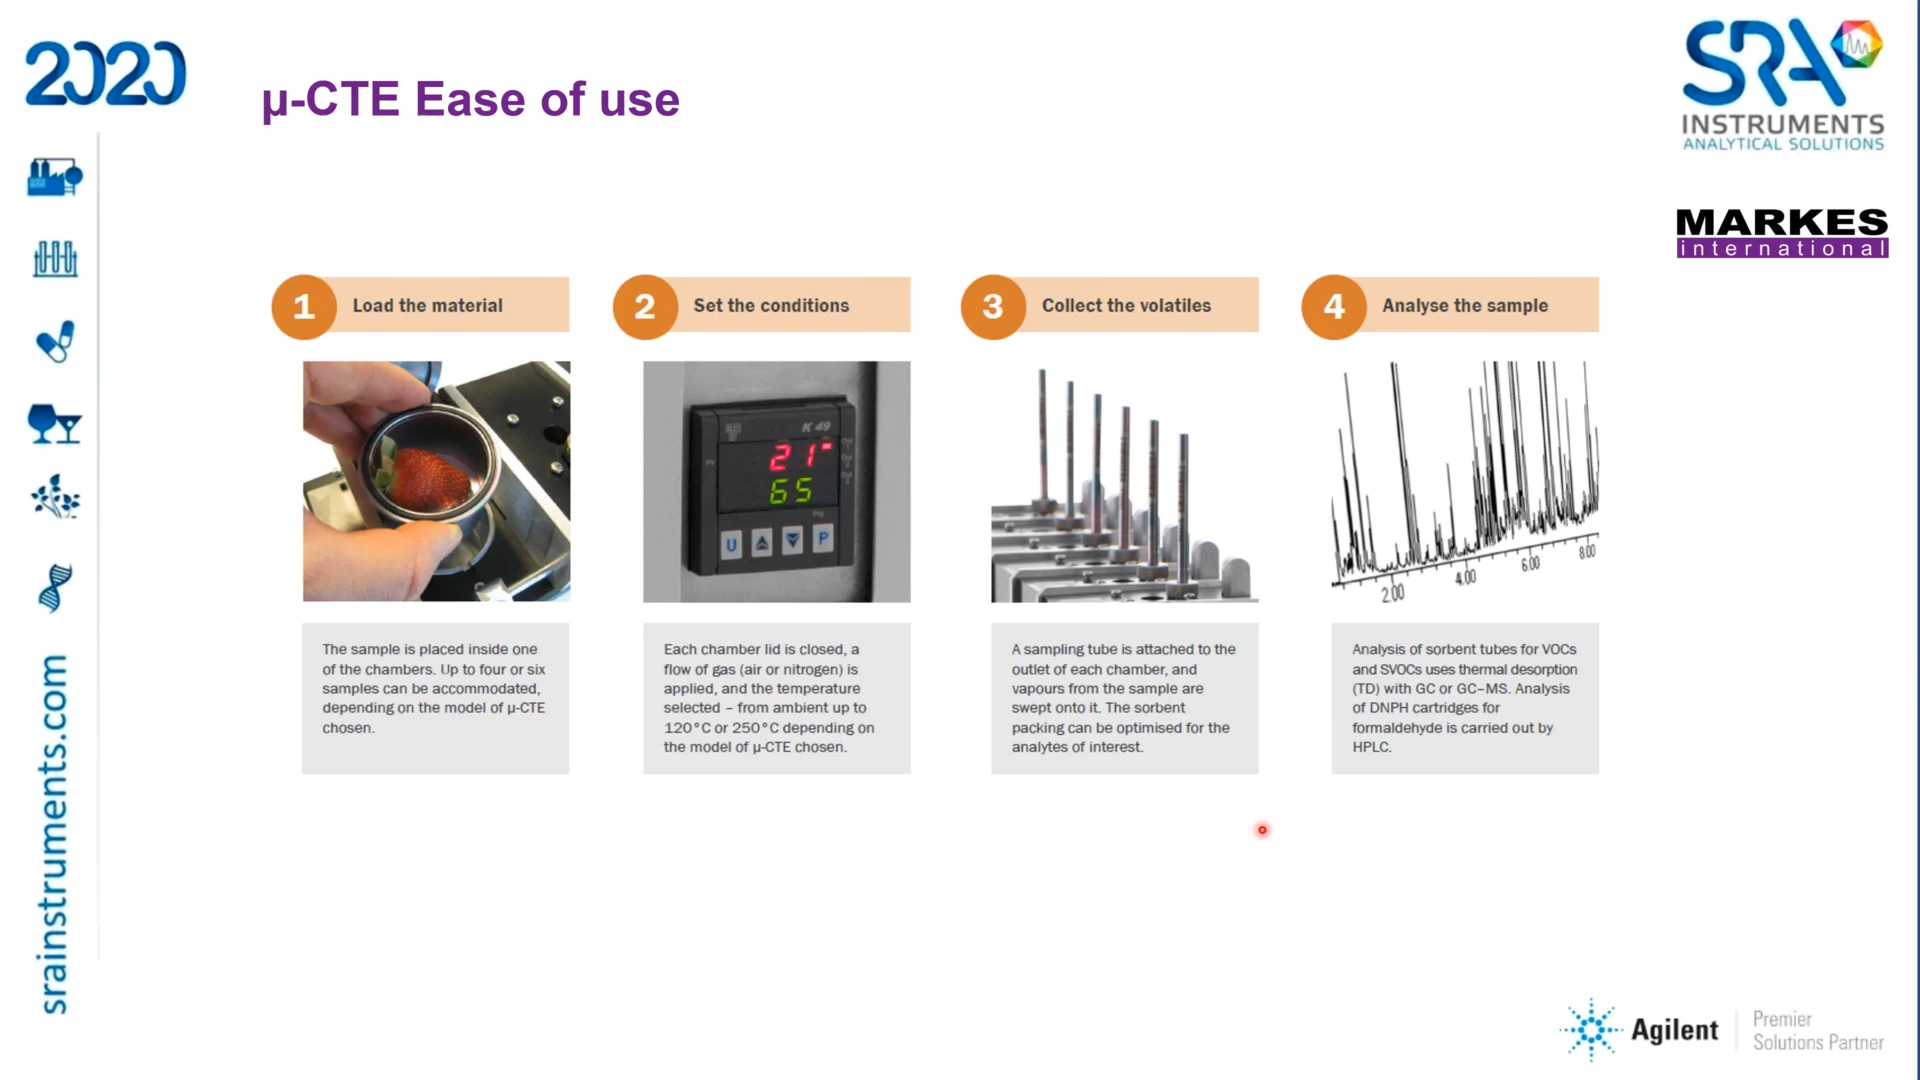 2020
µ-CTE Ease of use
SRA
INSTRUMENTS
ANALYTICAL SOLUTIONS
MARKES
international
1 Load the material
The sample is placed inside one
of the chambers. Up to four or six
samples can be accommodated,
depending on the model of µ-CTE
chosen.
2 Set the conditions
K 49
PV
21
65
Prg
U
P
Each chamber lid is closed, a
flow of gas (air or nitrogen) is
applied, and the temperature
selected – from ambient up to
120°C or 250°C depending on
the model of µ-CTE chosen.
3 Collect the volatiles
A sampling tube is attached to the
outlet of each chamber, and
vapours from the sample are
swept onto it. The sorbent
packing can be optimised for the
analytes of interest.
4 Analyse the sample
2.00 4.00 6.00 8.00
Analysis of sorbent tubes for VOCs
and SVOCs uses thermal desorption
(TD) with GC or GC–MS. Analysis
of DNPH cartridges for
formaldehyde is carried out by
HPLC.
srainstruments.com
Agilent
Premier
Solutions Partner